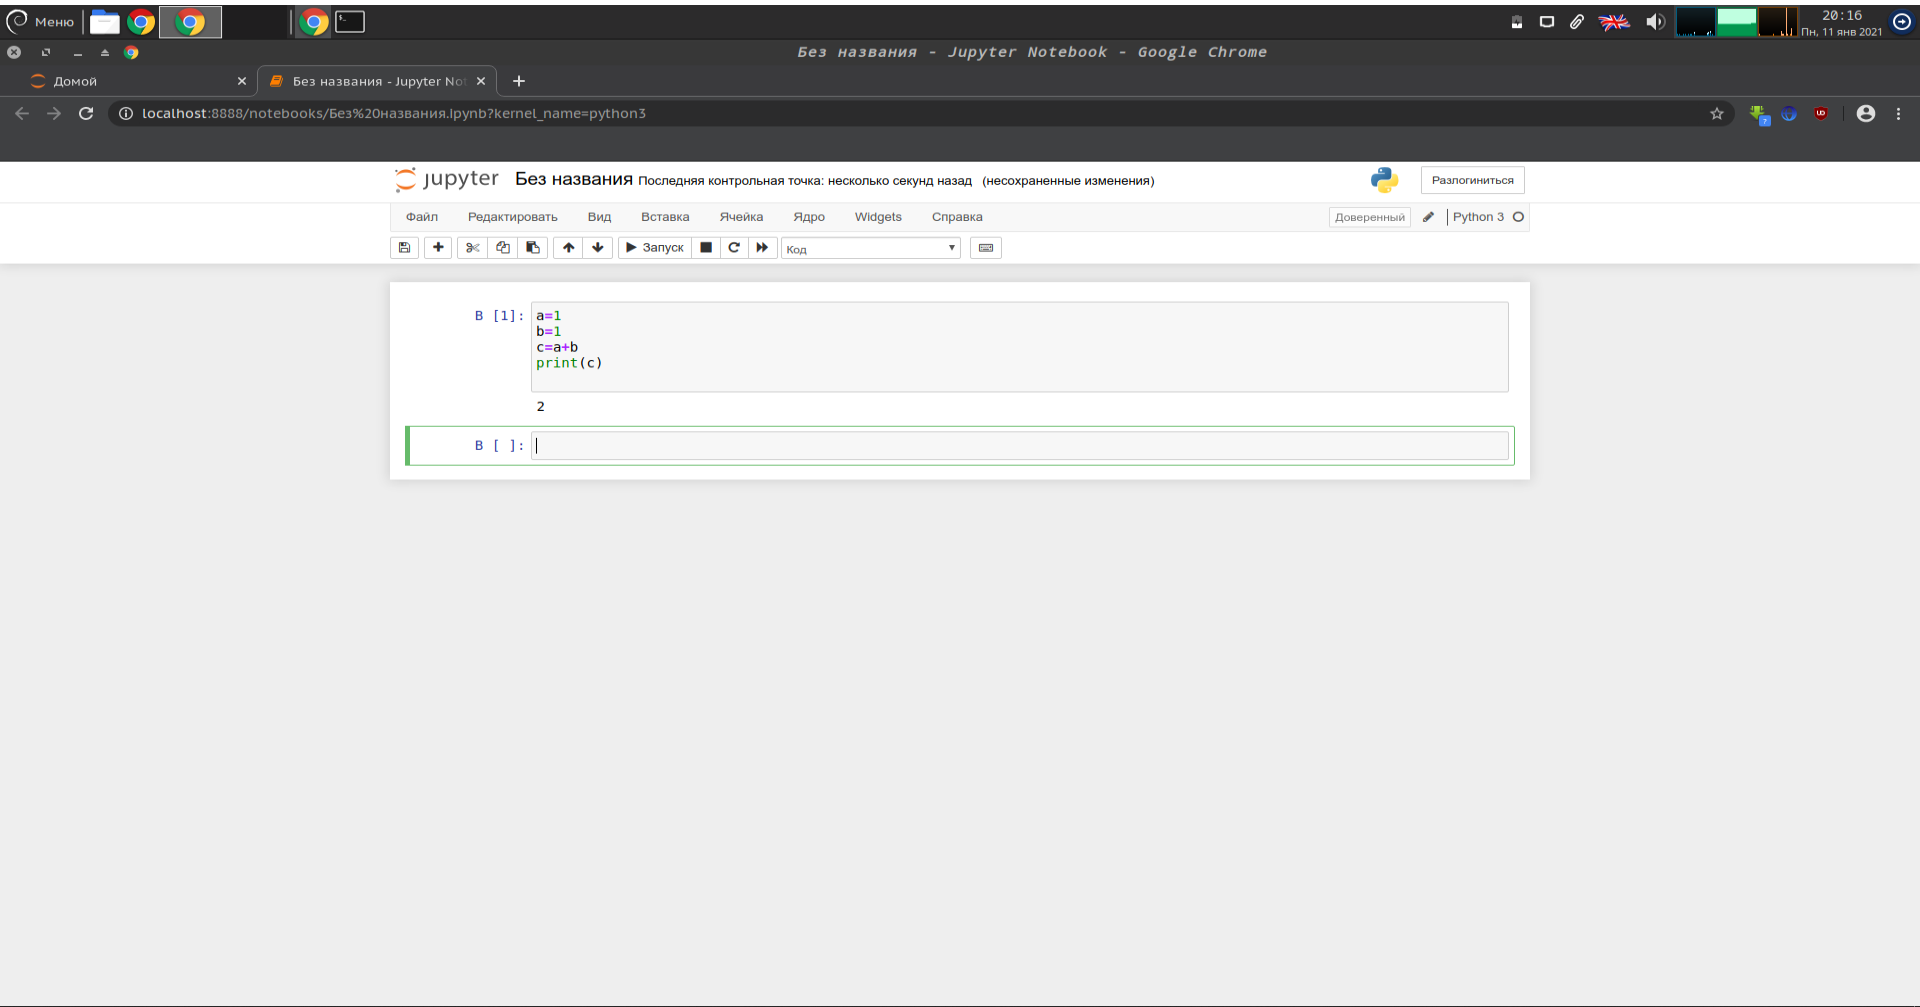 Меню
20:16
Пн, 11 янв 2021
Без названия - Jupyter Notebook - Google Chrome
Домой
Без названия - Jupyter Not
localhost:8888/notebooks/Без%20названия.ipynb?kernel_name=python3
jupyter Без названия Последняя контрольная точка: несколько секунд назад (несохраненные изменения)
Разлогиниться
Файл Редактировать Вид Вставка Ячейка Ядро Widgets Справка
Доверенный Python 3
Запуск Код
В [1]: a=1
b=1
c=a+b
print(c)
2
В [ ]: